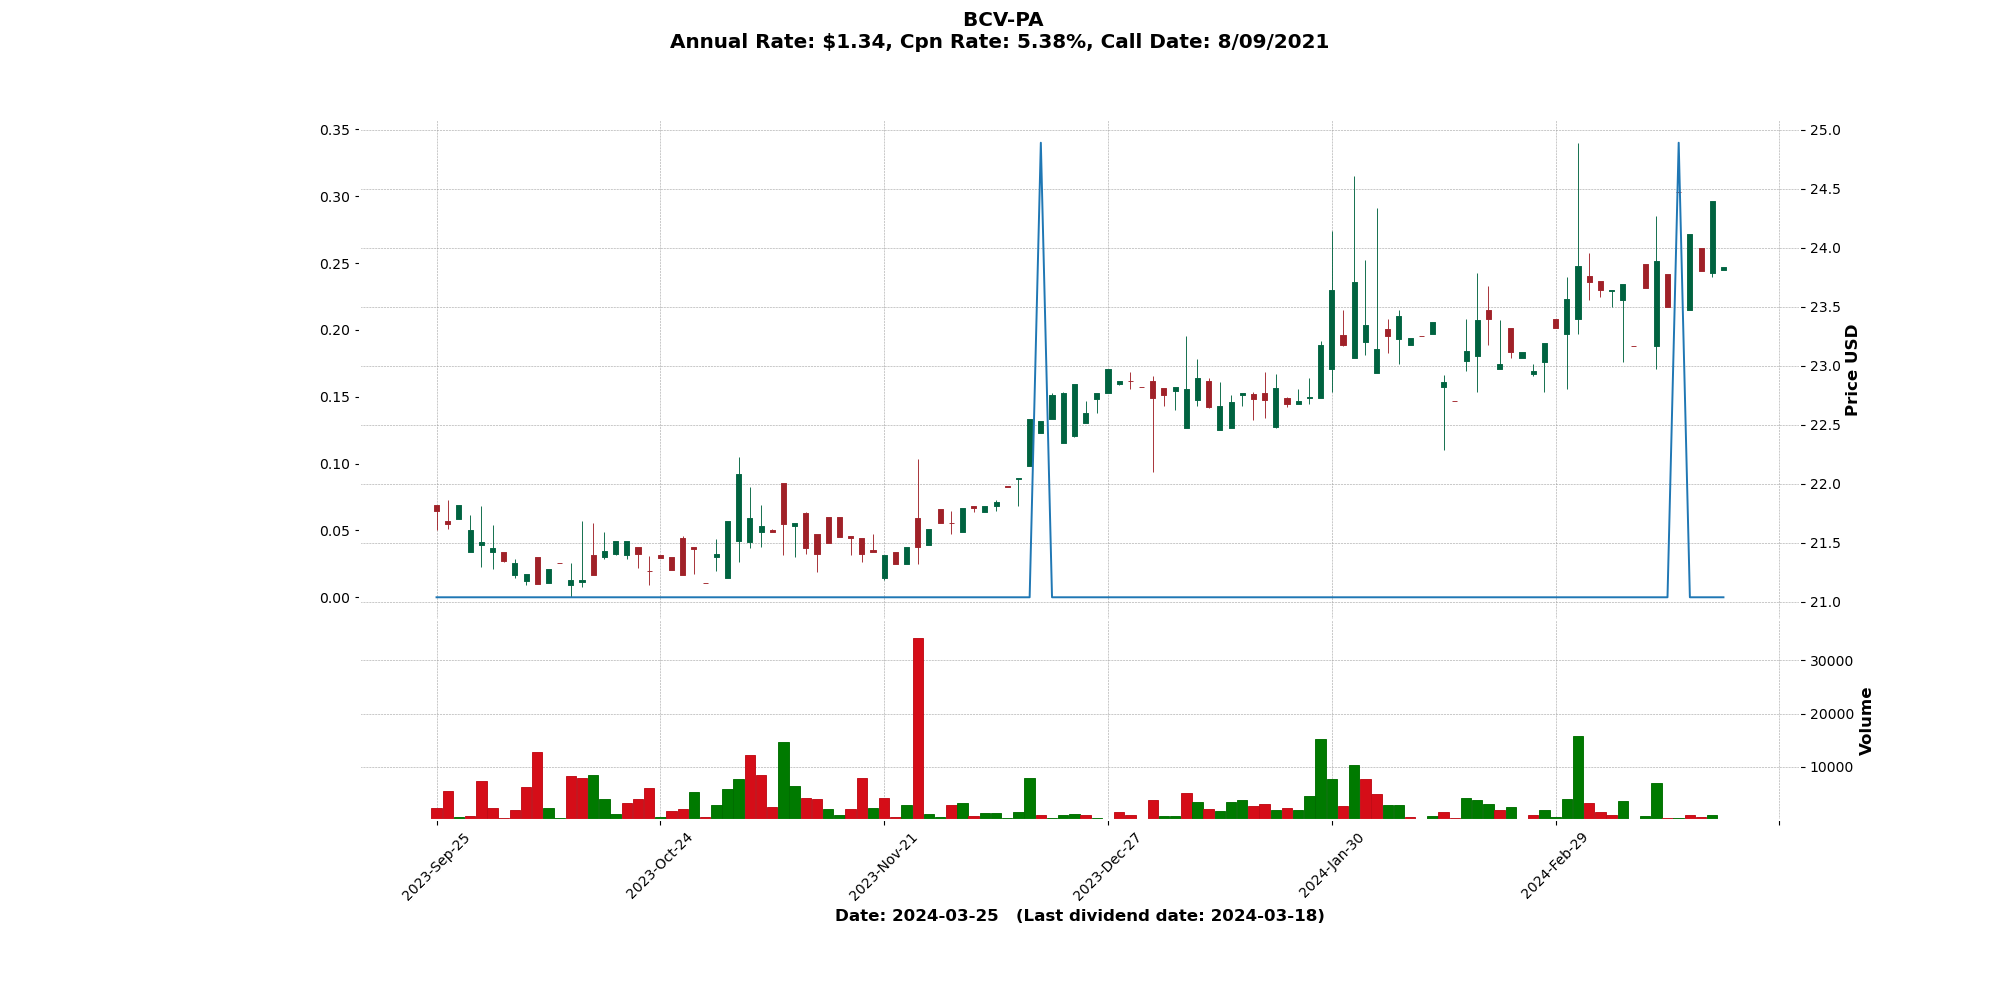 BCV-PA
Annual Rate: $1.34, Cpn Rate: 5.38%, Call Date: 8/09/2021
0.35
0.30
0.25
0.20
0.15
0.10
0.05
0.00
25.0
24.5
24.0
23.5
23.0
22.5
22.0
21.5
21.0
Price USD
30000
20000
10000
Volume
2023-Sep-25
2023-Oct-24
2023-Nov-21
2023-Dec-27
2024-Jan-30
2024-Feb-29
Date: 2024-03-25   (Last dividend date: 2024-03-18)